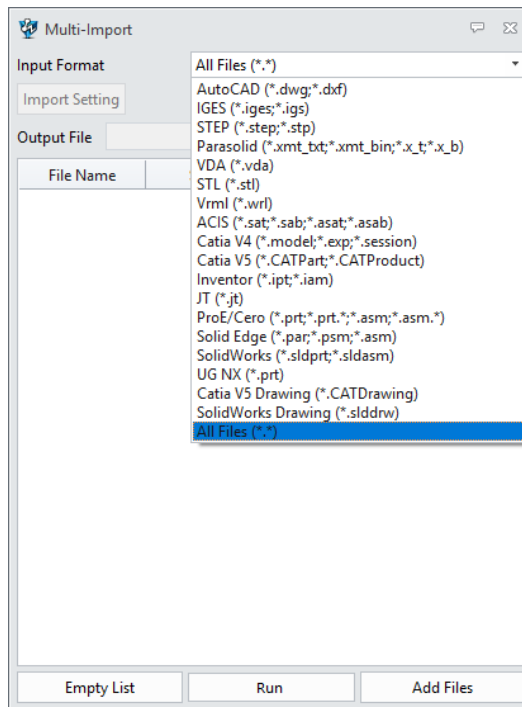 Multi-Import
Input Format
All Files (*.*)
Import Setting
AutoCAD (*.dwg;*.dxf)
IGES (*.iges;*.igs)
STEP (*.step;*.stp)
Output File
Parasolid (*.xmt_txt;*.xmt_bin;*.x_t;*.x_b)
VDA (*.vda)
File Name
STL (*.stl)
Vrml (*.wrl)
ACIS (*.sat;*.sab;*.asat;*.asab)
Catia V4 (*.model;*.exp;*.session)
Catia V5 (*.CATPart;*.CATProduct)
Inventor (*.ipt;*.iam)
JT (*.jt)
ProE/Cero (*.prt;*.prt.*;*.asm;*.asm.*)
Solid Edge (*.par;*.psm;*.asm)
SolidWorks (*.sldprt;*.sldasm)
UG NX (*.prt)
Catia V5 Drawing (*.CATDrawing)
SolidWorks Drawing (*.slddrw)
All Files (*.*)
Empty List
Run
Add Files